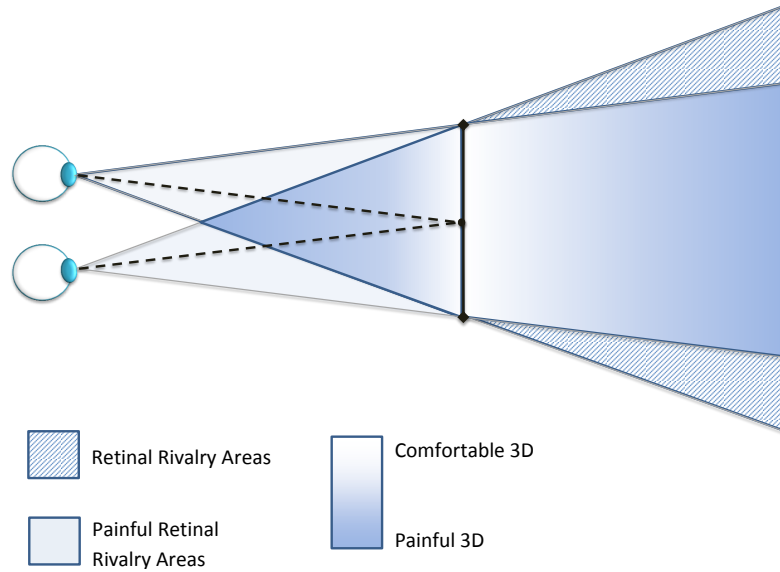 Retinal Rivalry Areas
Painful Retinal
Rivalry Areas
Comfortable 3D
Painful 3D